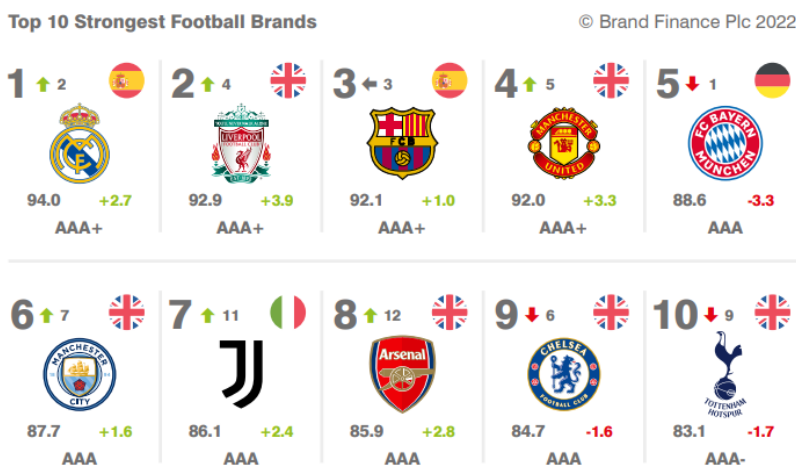 Top 10 Strongest Football Brands © Brand Finance Plc 2022
1 2 2 4 3 3 4 5 5 1
LIVERPOOL
FOOTBALL CLUB
FCB
MANCHESTER
UNITED
FC BAYERN
MÜNCHEN
94.0 +2.7 92.9 +3.9 92.1 +1.0 92.0 +3.3 88.6 -3.3
AAA+ AAA+ AAA+ AAA+ AAA
6 7 7 11 8 12 9 6 10 9
MANCHESTER
CITY
Arsenal
CHELSEA
FOOTBALL CLUB
TOTTENHAM
HOTSPUR
87.7 +1.6 86.1 +2.4 85.9 +2.8 84.7 -1.6 83.1 -1.7
AAA AAA AAA AAA AAA-